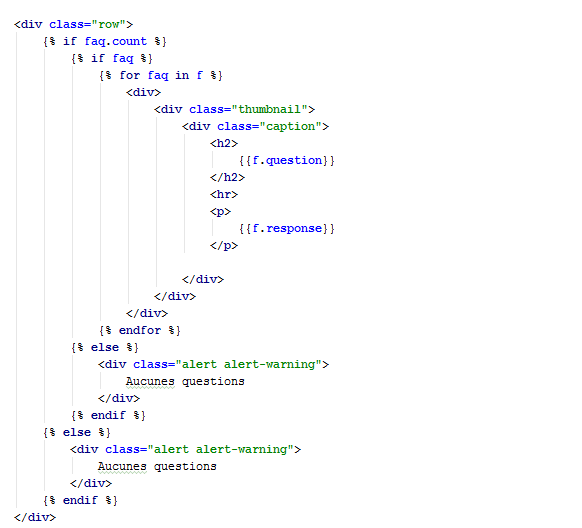 <div class="row">
{% if faq.count %}
{% if faq %}
{% for faq in f %}
<div>
<div class="thumbnail">
<div class="caption">
<h2>
{{f.question}}
</h2>
<hr>
<p>
{{f.response}}
</p>
</div>
</div>
</div>
{% endfor %}
{% else %}
<div class="alert alert-warning">
Aucunes questions
</div>
{% endif %}
{% else %}
<div class="alert alert-warning">
Aucunes questions
</div>
{% endif %}
</div>